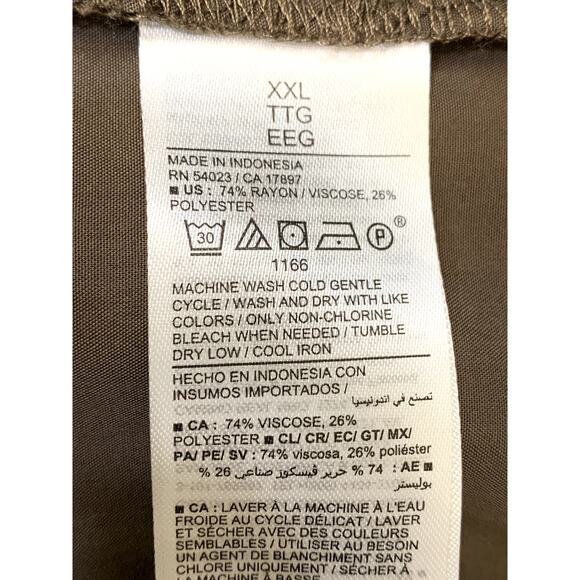 XXL
TTG
EEG
MADE IN INDONESIA
RN 54023 / CA 17897
US : 74% RAYON / VISCOSE, 26%
POLYESTER
30
P
®
1166
MACHINE WASH COLD GENTLE
CYCLE / WASH AND DRY WITH LIKE
COLORS / ONLY NON-CHLORINE
BLEACH WHEN NEEDED / TUMBLE
DRY LOW / COOL IRON
HECHO EN INDONESIA CON
INSUMOS IMPORTADOS /
تصنع في اندونيسيا
CA : 74% VISCOSE, 26%
POLYESTER CL/ CR/ EC/ GT/ MX/
PA/ PE/ SV : 74% viscosa, 26% poliéster
AE : 74 % حرير ڤيسكوز صناعي 26 %
بوليستر
CA : LAVER À LA MACHINE À L'EAU
FROIDE AU CYCLE DÉLICAT / LAVER
ET SÉCHER AVEC DES COULEURS
SEMBLABLES / UTILISER AU BESOIN
UN AGENT DE BLANCHIMENT SANS
CHLORE UNIQUEMENT / SÉCHER À
LA MACHINE À BASSE